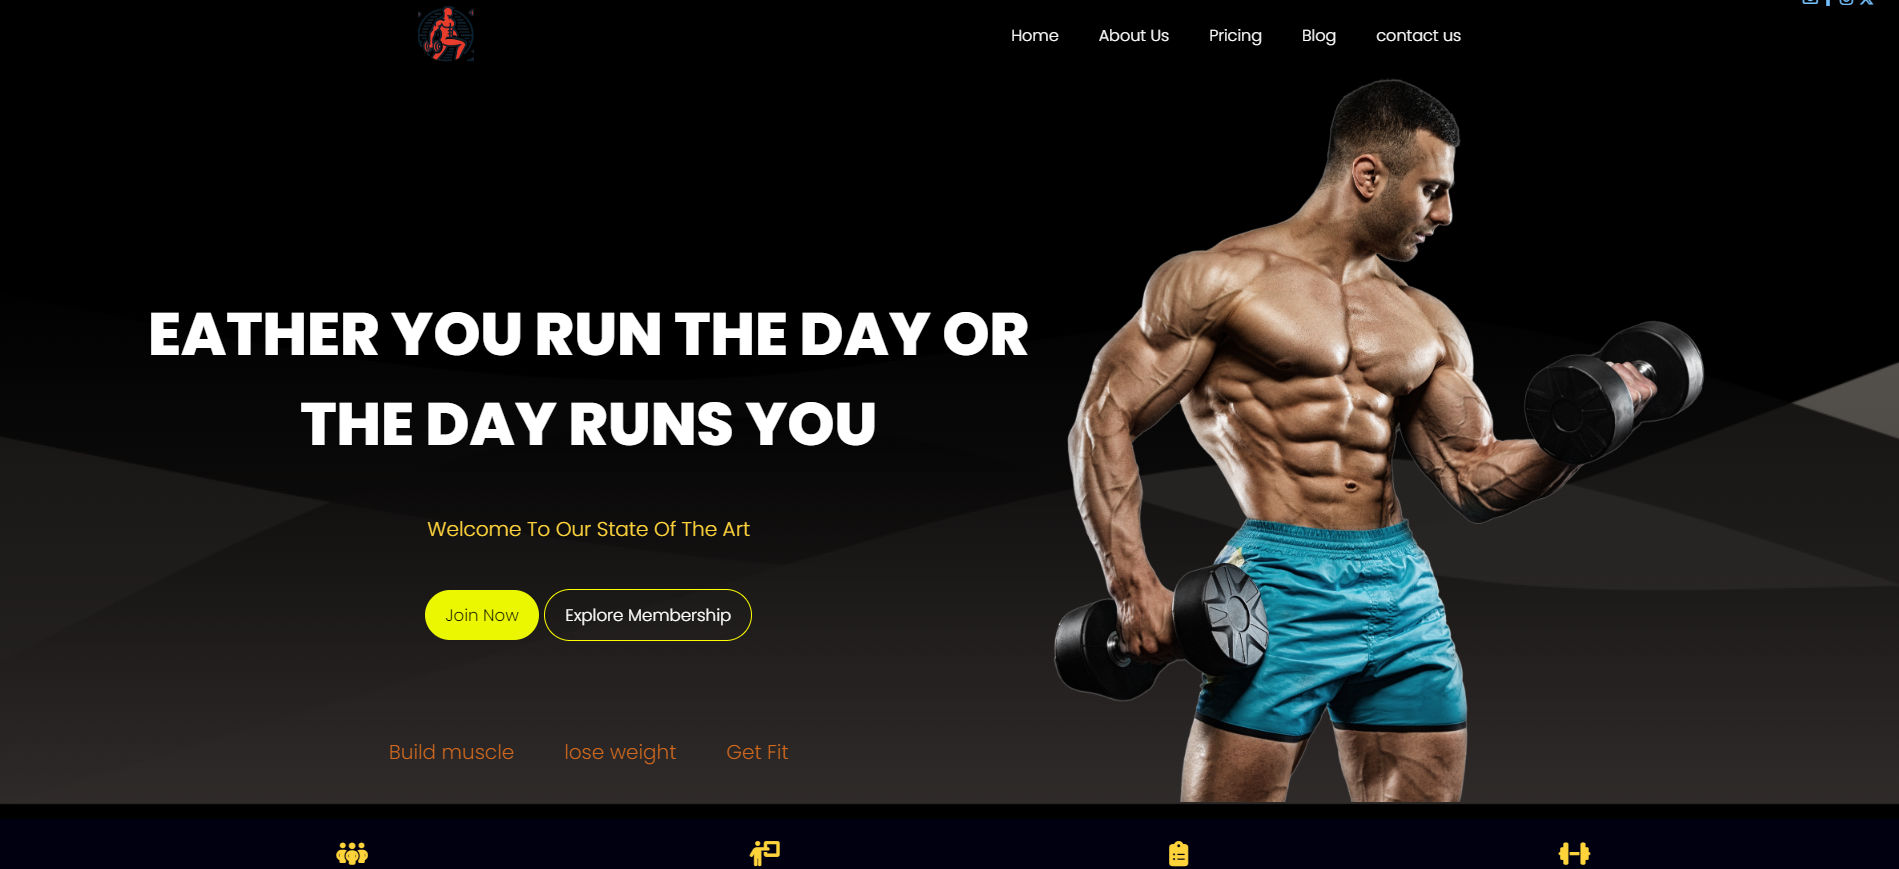 Home About Us Pricing Blog contact us
EATHER YOU RUN THE DAY OR
THE DAY RUNS YOU
Welcome To Our State Of The Art
Join Now Explore Membership
Build muscle lose weight Get Fit